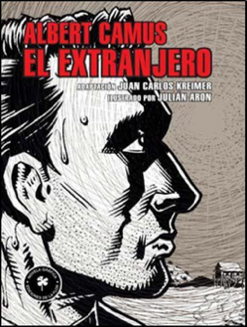 ALBERT CAMUS
EL EXTRANJERO
ADAPTACIÓN JUAN CARLOS KREIMER
ILUSTRADO POR JULIÁN ARON